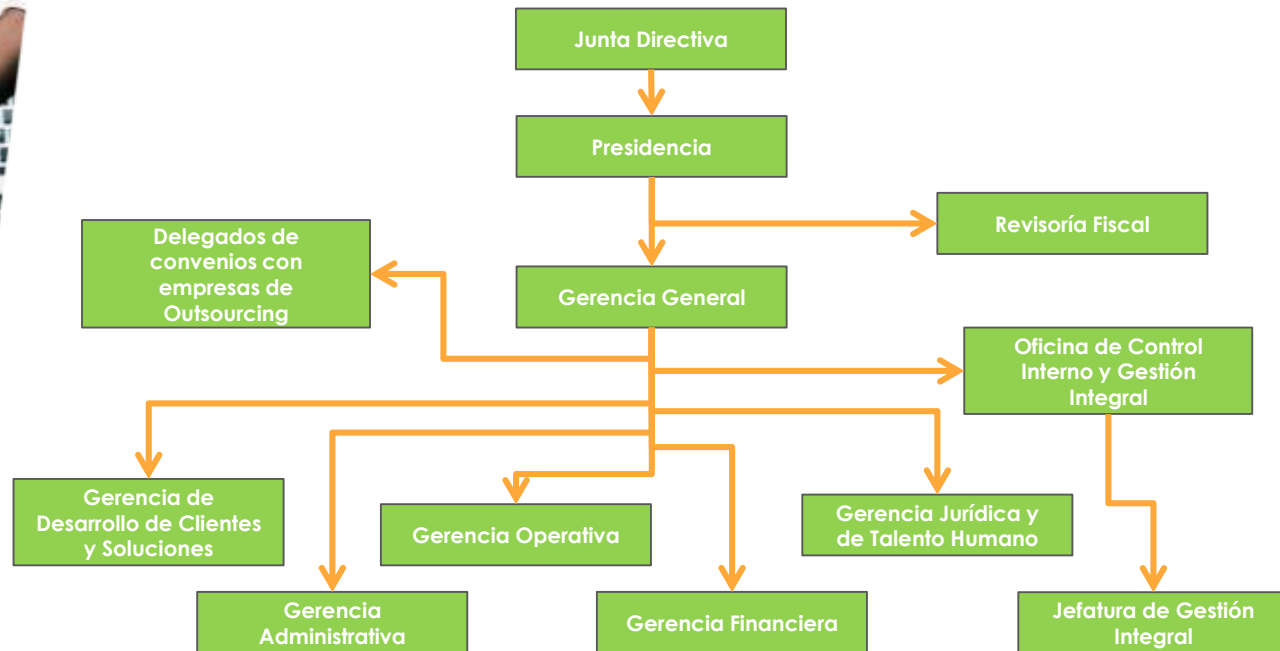 Junta Directiva
Presidencia
Revisoría Fiscal
Delegados de
convenios con
empresas de
Outsourcing
Gerencia General
Oficina de Control
Interno y Gestión
Integral
Gerencia de
Desarrollo de Clientes
y Soluciones
Gerencia Operativa
Gerencia Jurídica y
de Talento Humano
Gerencia
Administrativa
Gerencia Financiera
Jefatura de Gestión
Integral